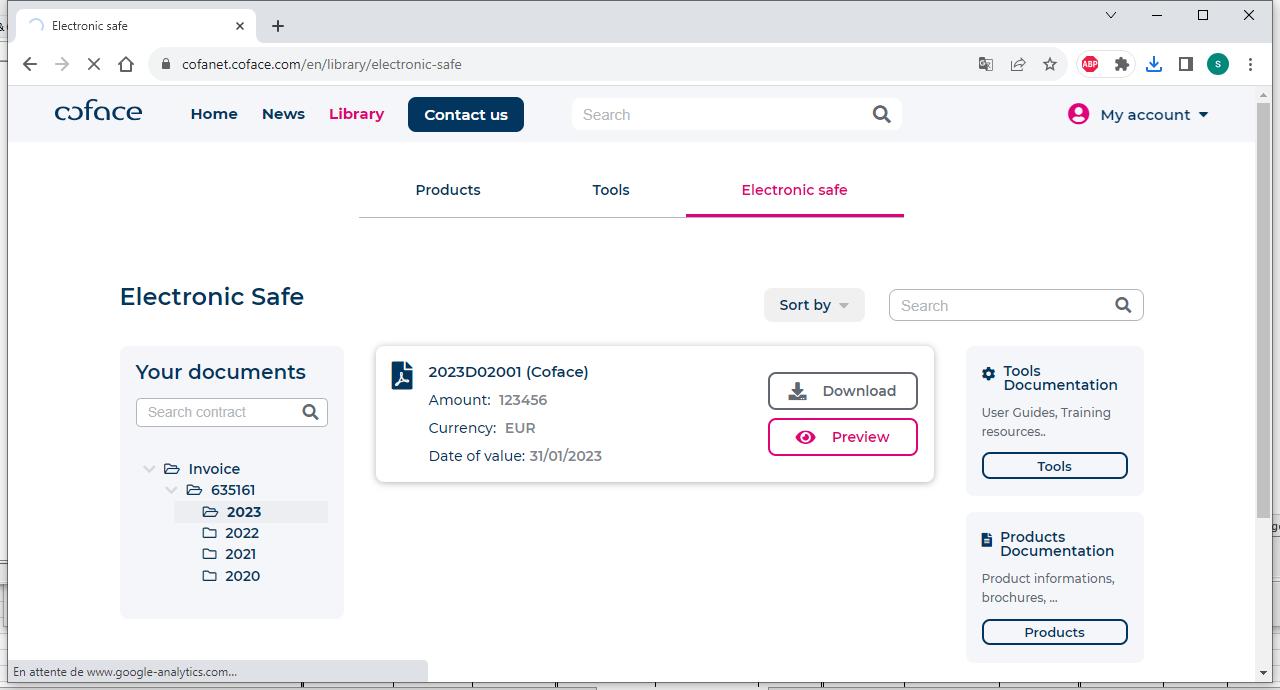 Electronic safe
cofanet.coface.com/en/library/electronic-safe
ABP
S
coface
Home
News
Library
Contact us
Search
My account
Products
Tools
Electronic safe
Electronic Safe
Sort by
Search
Your documents
Search contract
Invoice
635161
2023
2022
2021
2020
2023D02001 (Coface)
Amount: 123456
Currency: EUR
Date of value: 31/01/2023
Download
Preview
Tools
Documentation
User Guides, Training
resources..
Tools
Products
Documentation
Product informations,
brochures, ...
Products
En attente de www.google-analytics.com...